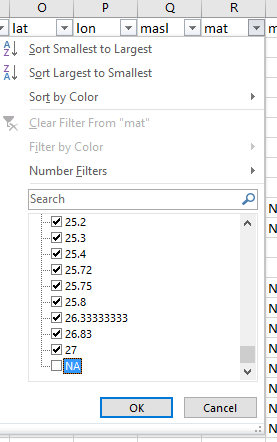 O P Q R
lat lon masl mat m
Sort Smallest to Largest
Sort Largest to Smallest
Sort by Color
Clear Filter From "mat"
Filter by Color
Number Filters
Search
25.2
25.3
25.4
25.72
25.75
25.8
26.33333333
26.83
27
NA
OK Cancel
N
N
N
N
N
N
N
N
N
N